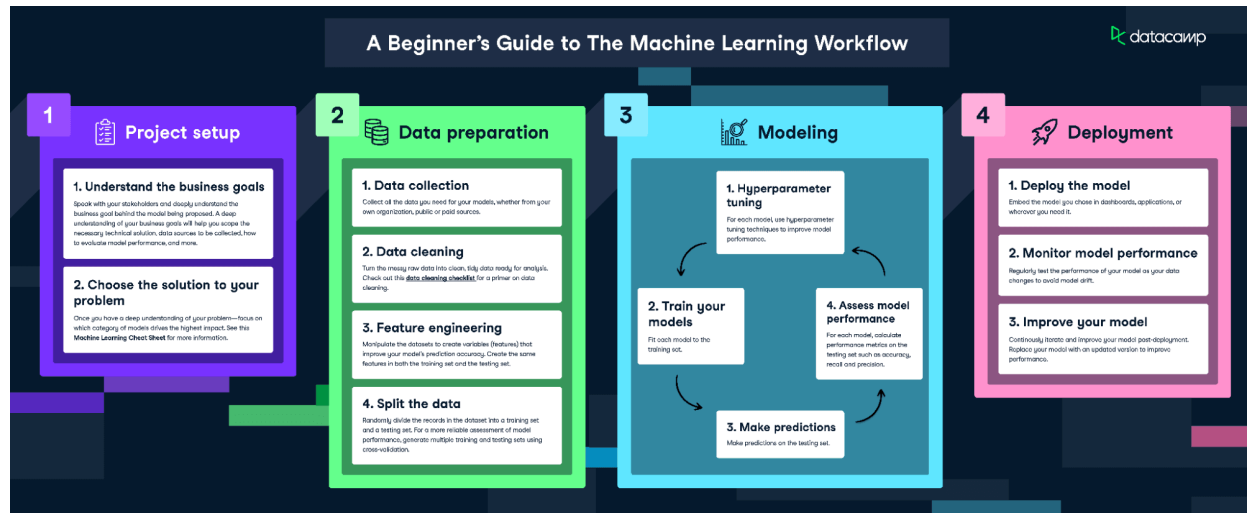 A Beginner's Guide to The Machine Learning Workflow
datacamp
1
Project setup
1. Understand the business goals
Speak with your stakeholders and deeply understand the
business goal behind the model being proposed. A deep
understanding of your business goals will help you scope the
necessary technical solution, data sources to be collected, how
to evaluate model performance, and more.
2. Choose the solution to your
problem
Once you have a deep understanding of your problem—focus on
which category of models drives the highest impact. See this
Machine Learning Cheat Sheet for more information.
2
Data preparation
1. Data collection
Collect all the data you need for your models, whether from your
own organization, public or paid sources.
2. Data cleaning
Turn the messy raw data into clean, tidy data ready for analysis.
Check out this data cleaning checklist for a primer on data
cleaning.
3. Feature engineering
Manipulate the datasets to create variables (features) that
improve your model's prediction accuracy. Create the same
features in both the training set and the testing set.
4. Split the data
Randomly divide the records in the dataset into a training set
and a testing set. For a more reliable assessment of model
performance, generate multiple training and testing sets using
cross-validation.
3
Modeling
1. Hyperparameter
tuning
For each model, use hyperparameter
tuning techniques to improve model
performance.
2. Train your
models
Fit each model to the
training set.
3. Make predictions
Make predictions on the testing set.
4. Assess model
performance
For each model, calculate
performance metrics on the
testing set such as accuracy,
recall and precision.
4
Deployment
1. Deploy the model
Embed the model you chose in dashboards, applications, or
wherever you need it.
2. Monitor model performance
Regularly test the performance of your model as your data
changes to avoid model drift.
3. Improve your model
Continously iterate and improve your model post-deployment.
Replace your model with an updated version to improve
performance.